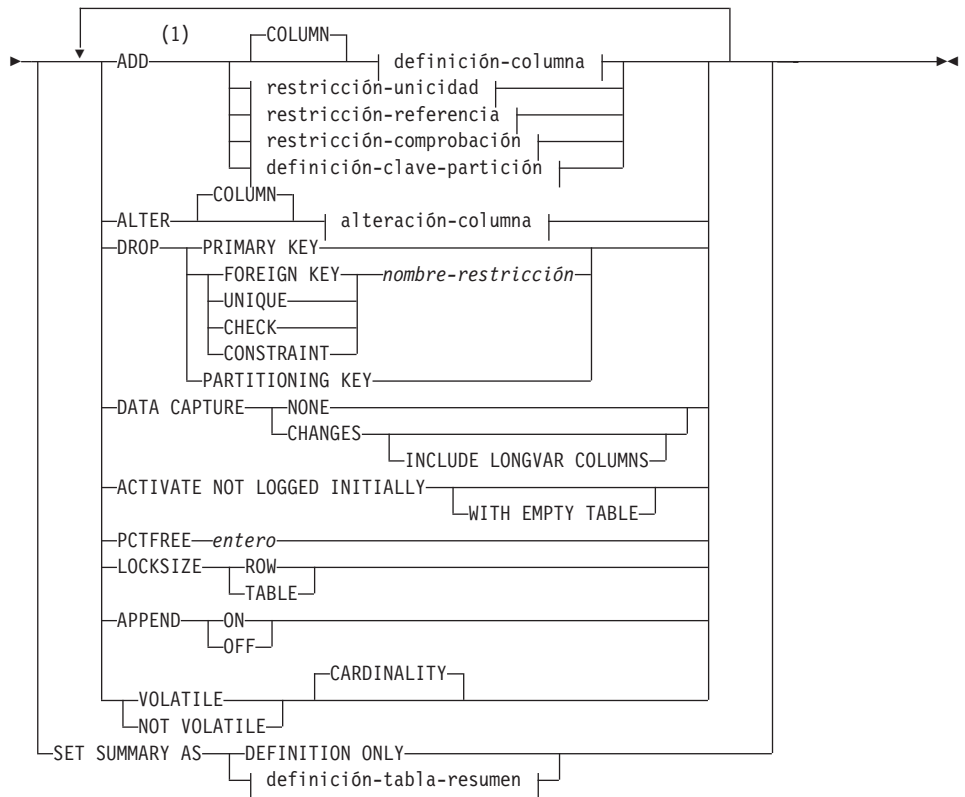 (1)
COLUMN
ADD definición-columna
restricción-unicidad
restricción-referencia
restricción-comprobación
definición-clave-partición
COLUMN
ALTER alteración-columna
DROP PRIMARY KEY
FOREIGN KEY nombre-restricción
UNIQUE
CHECK
CONSTRAINT
PARTITIONING KEY
DATA CAPTURE NONE
CHANGES
INCLUDE LONGVAR COLUMNS
ACTIVATE NOT LOGGED INITIALLY
WITH EMPTY TABLE
PCTFREE entero
LOCKSIZE ROW
TABLE
APPEND ON
OFF
CARDINALITY
VOLATILE
NOT VOLATILE
SET SUMMARY AS DEFINITION ONLY
definición-tabla-resumen